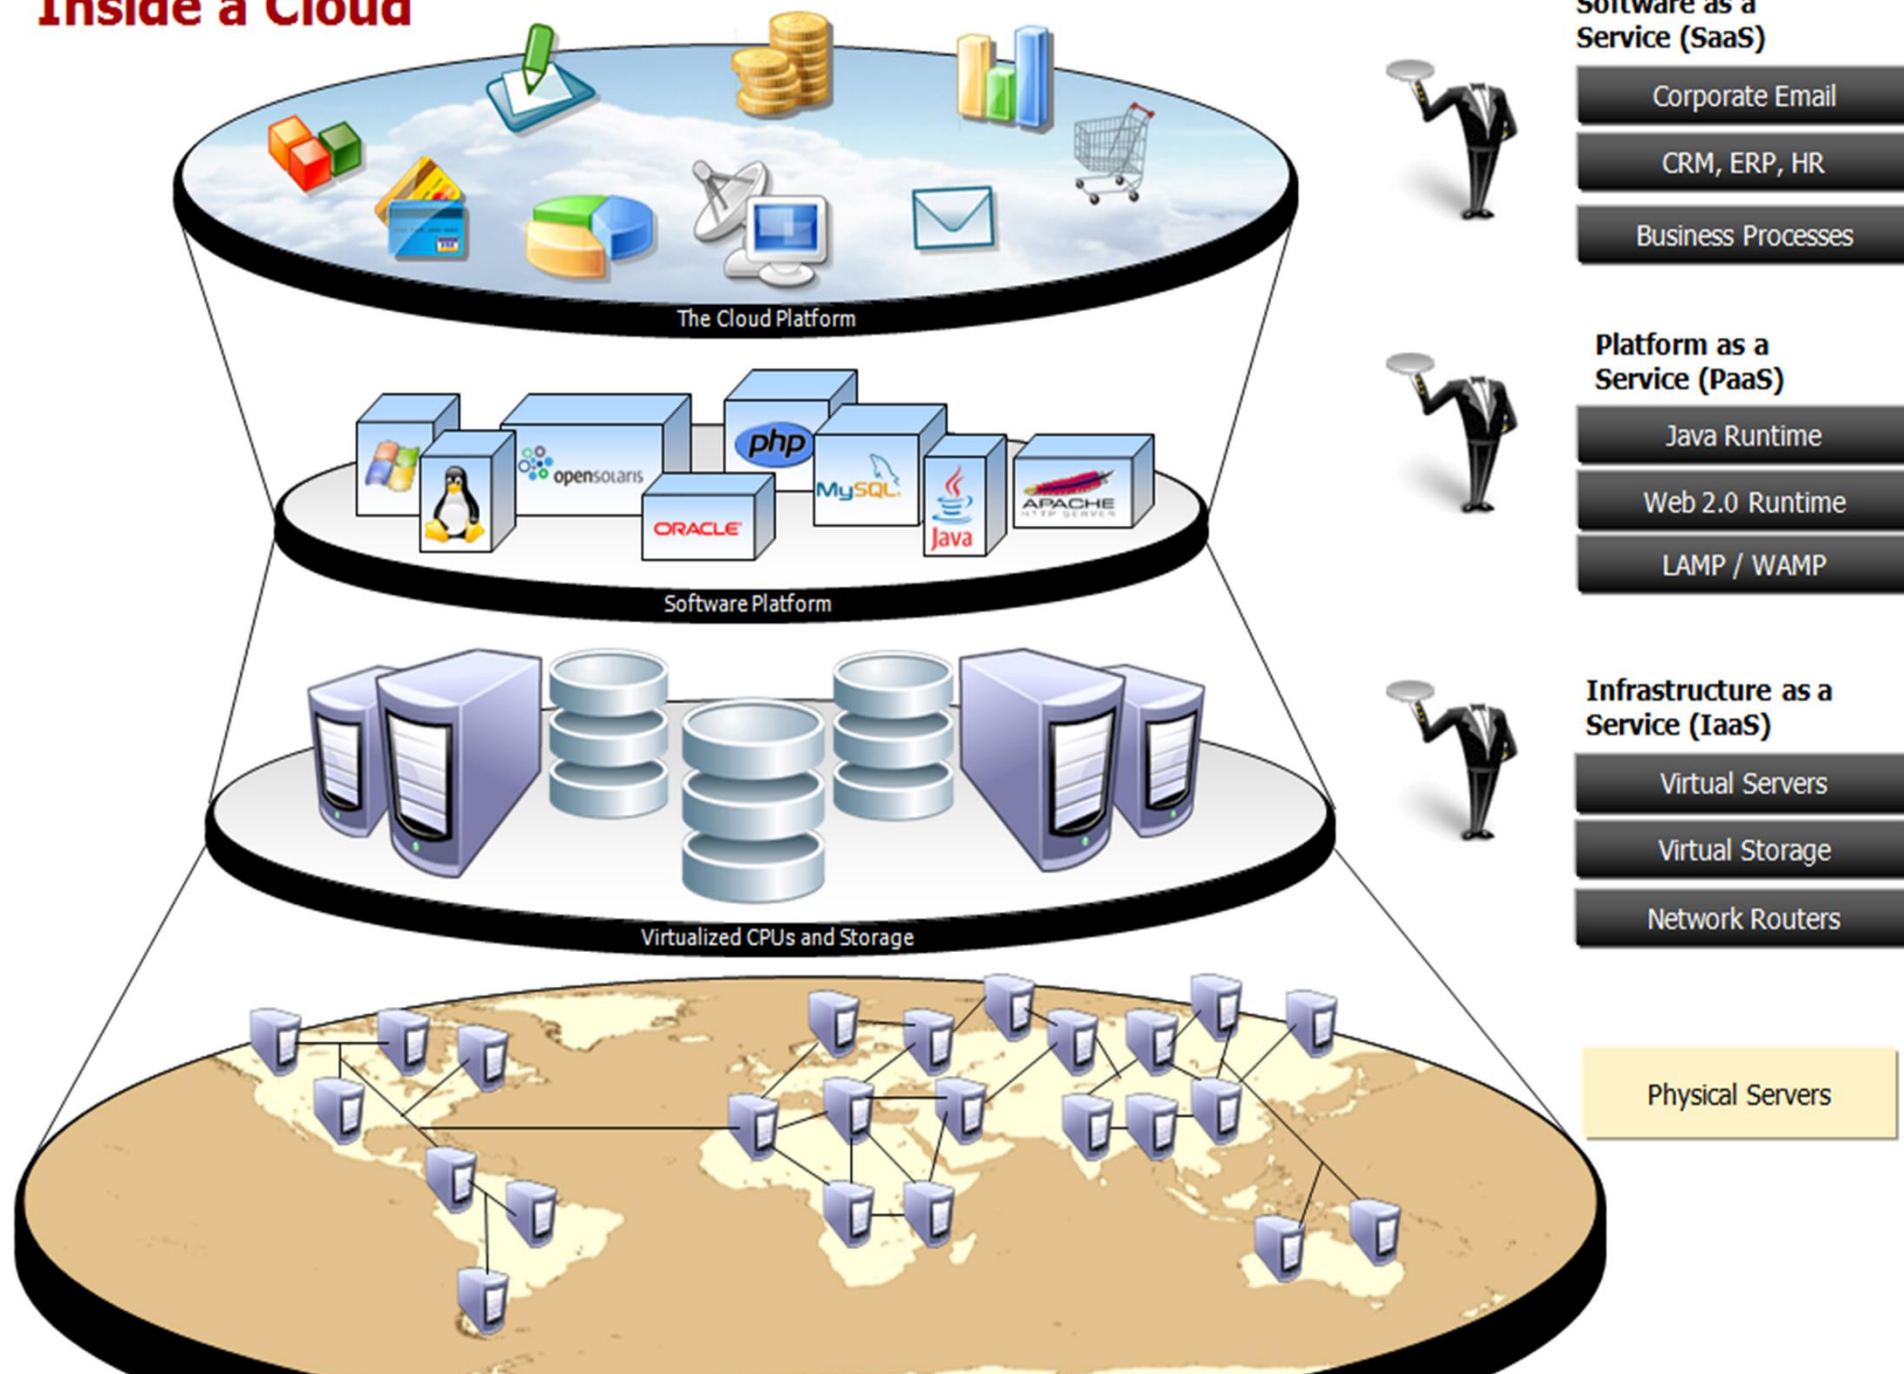 Inside a Cloud
Software as a
Service (SaaS)
Corporate Email
CRM, ERP, HR
Business Processes
The Cloud Platform
Platform as a
Service (PaaS)
Java Runtime
Web 2.0 Runtime
LAMP / WAMP
opensolaris
php
MySQL
ORACLE
Java
APACHE
HTTP SERVER
Software Platform
Infrastructure as a
Service (IaaS)
Virtual Servers
Virtual Storage
Network Routers
Virtualized CPUs and Storage
Physical Servers